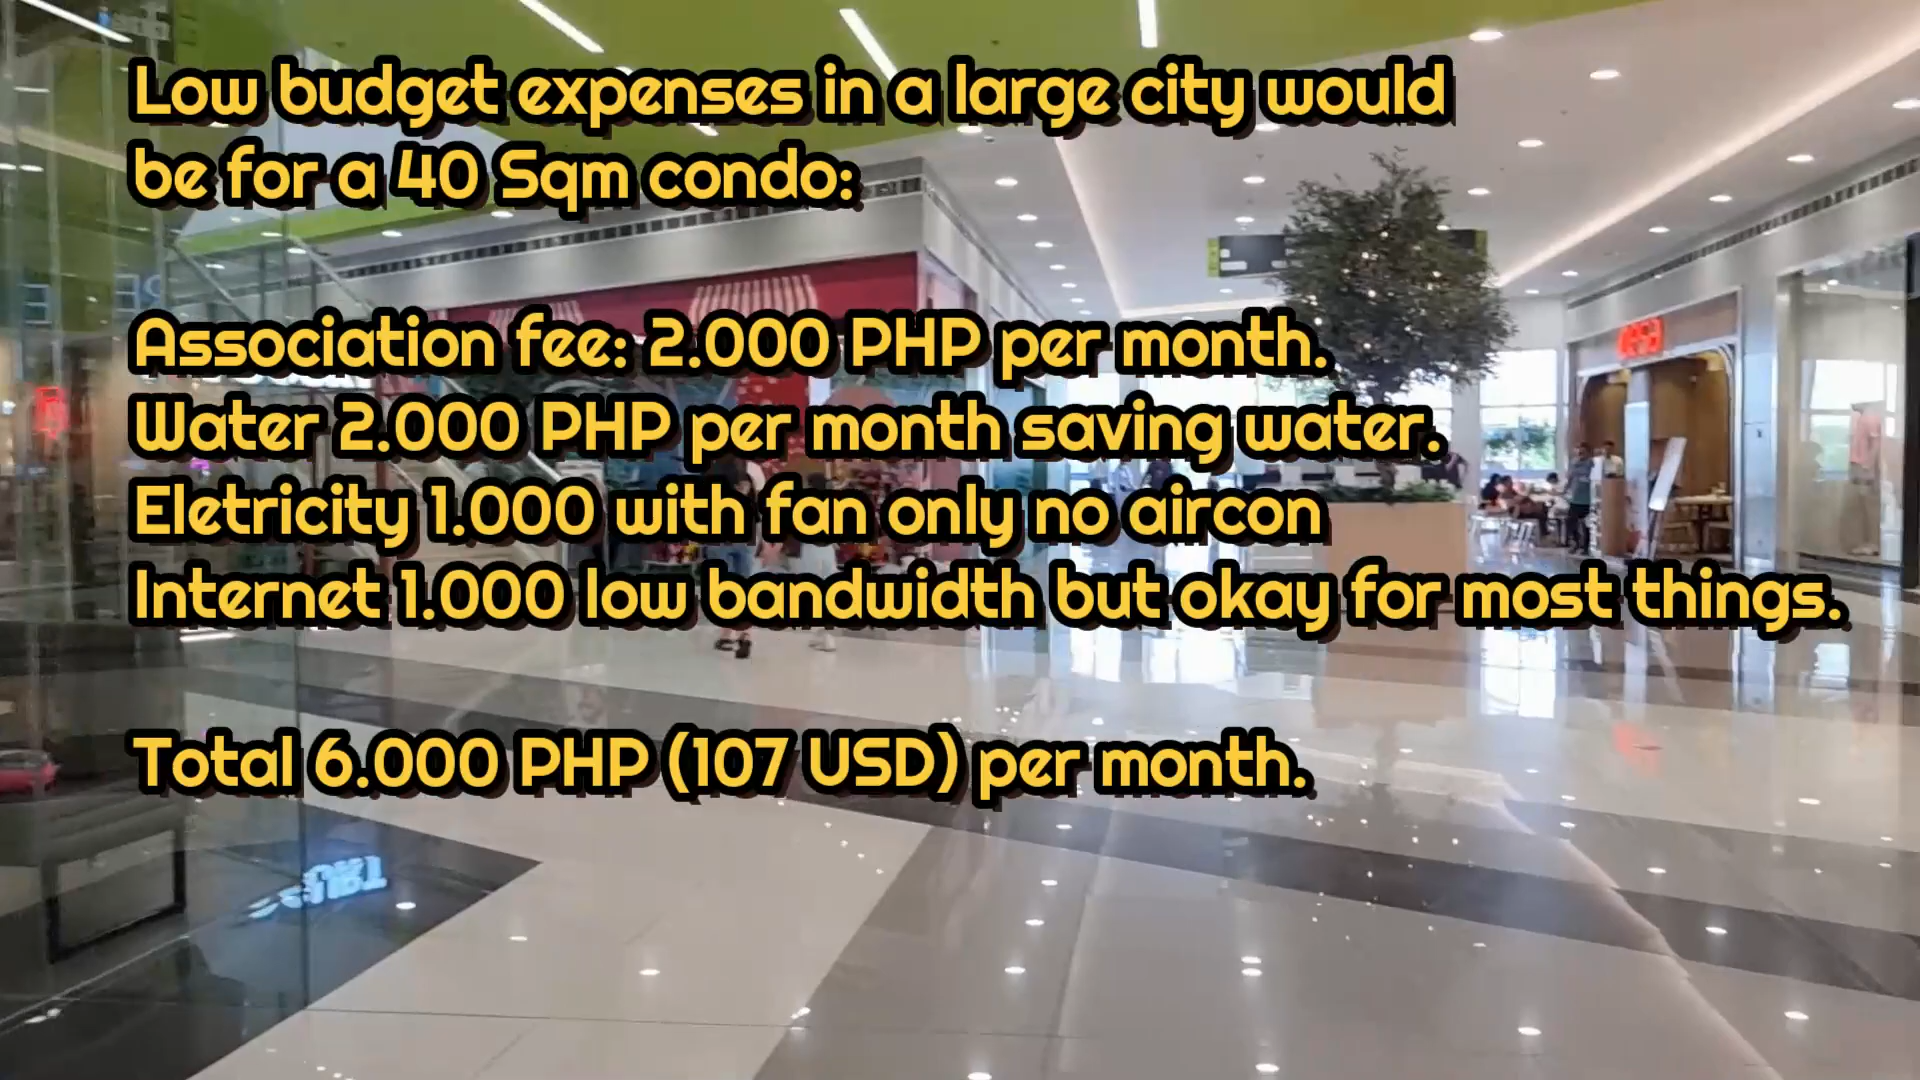 Low budget expenses in a large city would
be for a 40 Sqm condo:
Association fee: 2.000 PHP per month.
Water 2.000 PHP per month saving water.
Eletricity 1.000 with fan only no aircon
Internet 1.000 low bandwidth but okay for most things.
Total 6.000 PHP (107 USD) per month.